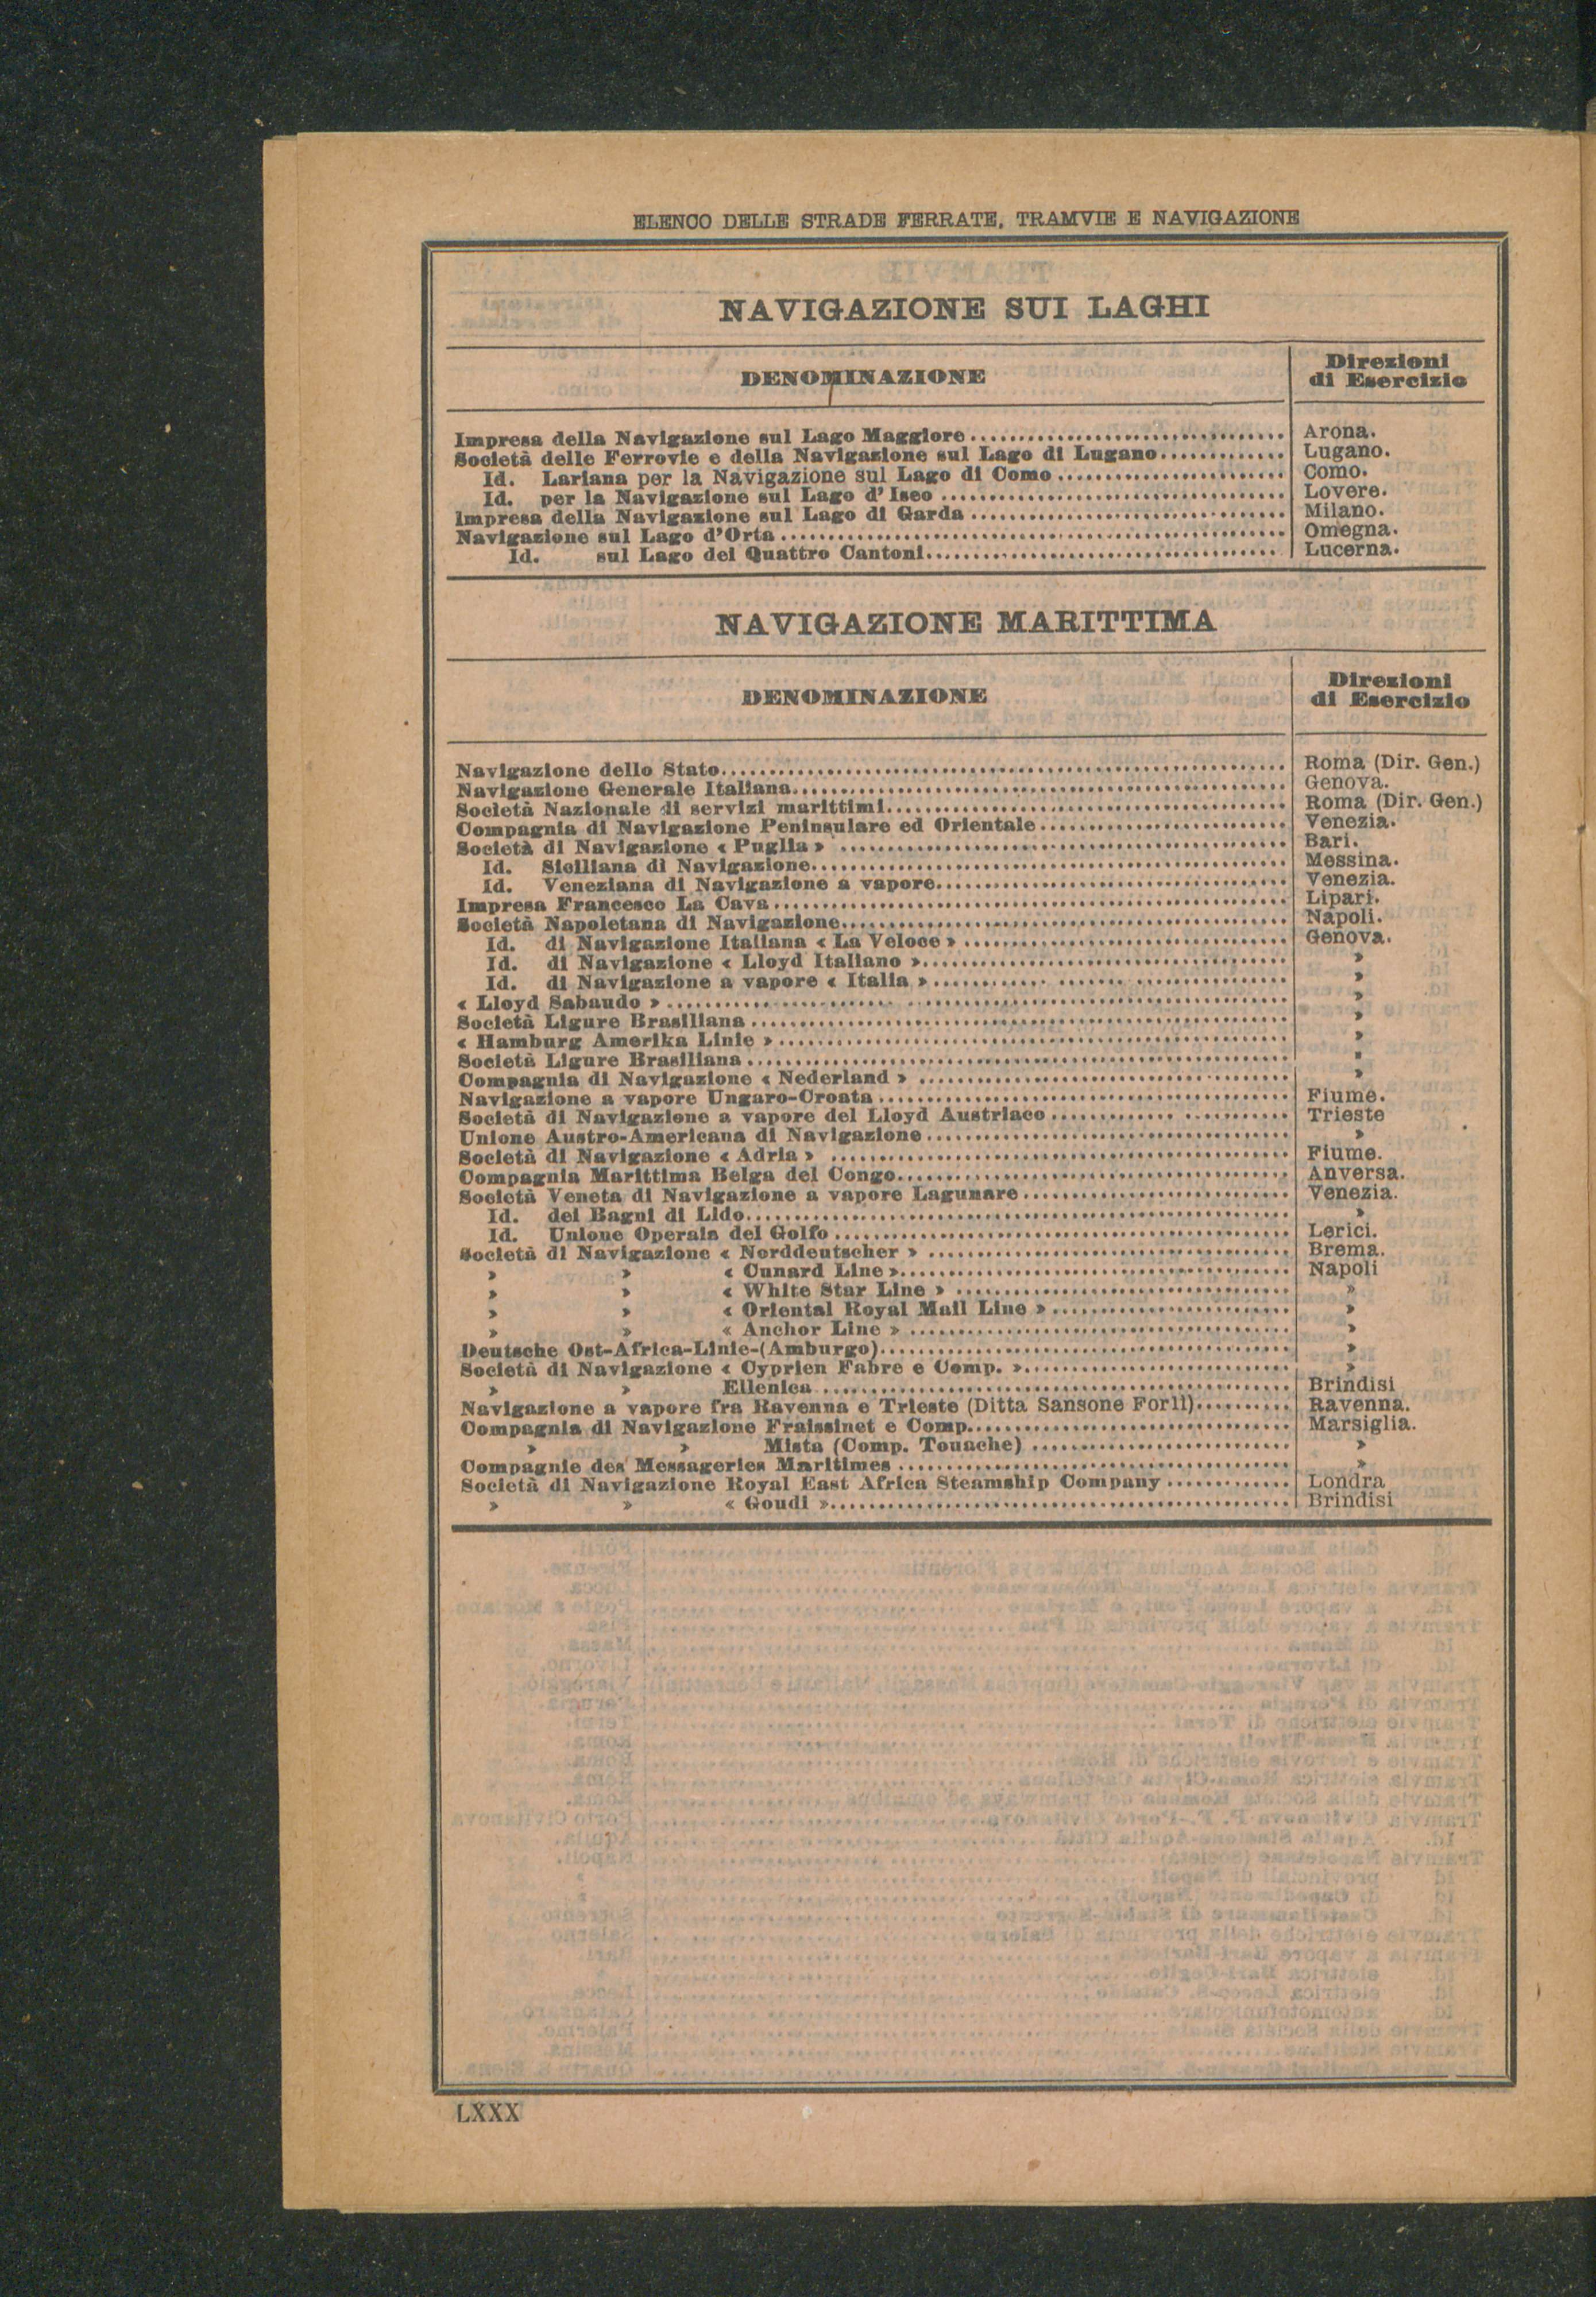 ELENCO DELLE STRADE FERRATE, TRAMVIE E NAVIGAZIONE
NAVIGAZIONE SUI LAGHI
DENOMINAZIONE Direzioni di Esercizio
Impresa della Navigazione sul Lago Maggiore Arona.
Società delle Ferrovie e della Navigazione sul Lago di Lugano Lugano.
Id. Lariana per la Navigazione sul Lago di Como Como.
Id. per la Navigazione sul Lago d'Iseo Lovere.
Impresa della Navigazione sul Lago di Garda Milano.
Navigazione sul Lago d'Orta Omegna.
Id. sul Lago dei Quattro Cantoni Lucerna.
NAVIGAZIONE MARITTIMA
DENOMINAZIONE Direzioni di Esercizio
Navigazione dello Stato Roma (Dir. Gen.)
Navigazione Generale Italiana Genova.
Società Nazionale di servizi marittimi Roma (Dir. Gen.)
Compagnia di Navigazione Peninsulare ed Orientale Venezia.
Società di Navigazione « Puglia » Bari.
Id. Siciliana di Navigazione Messina.
Id. Veneziana di Navigazione a vapore Venezia.
Impresa Francesco La Cava Lipari.
Società Napoletana di Navigazione Napoli.
Id. di Navigazione Italiana « La Veloce » Genova.
Id. di Navigazione « Lloyd Italiano » »
Id. di Navigazione a vapore « Italia » »
« Lloyd Sabaudo » »
Società Ligure Brasiliana »
« Hamburg Amerika Linie » »
Società Ligure Brasiliana »
Compagnia di Navigazione « Nederland » »
Navigazione a vapore Ungaro-Croata Fiume.
Società di Navigazione a vapore del Lloyd Austriaco Trieste
Unione Austro-Americana di Navigazione »
Società di Navigazione « Adria » Fiume.
Compagnia Marittima Belga del Congo Anversa.
Società Veneta di Navigazione a vapore Lagunare Venezia.
Id. dei Bagni di Lido »
Id. Unione Operaia del Golfo Lerici.
Società di Navigazione « Norddeutscher » Brema.
» » « Cunard Line » Napoli
» » « White Star Line » »
» » « Oriental Royal Mail Line » »
» » « Anchor Line » »
Deutsche Ost-Africa-Linie-(Amburgo) »
Società di Navigazione « Cyprien Fabre e Comp. » »
» » Ellenica Brindisi
Navigazione a vapore fra Ravenna e Trieste (Ditta Sansone Forlì) Ravenna.
Compagnia di Navigazione Fraissinet e Comp. Marsiglia.
» » Mista (Comp. Touache) »
Compagnie des Messageries Maritimes »
Società di Navigazione Royal East Africa Steamship Company Londra
» » « Goudi » Brindisi
LXXX